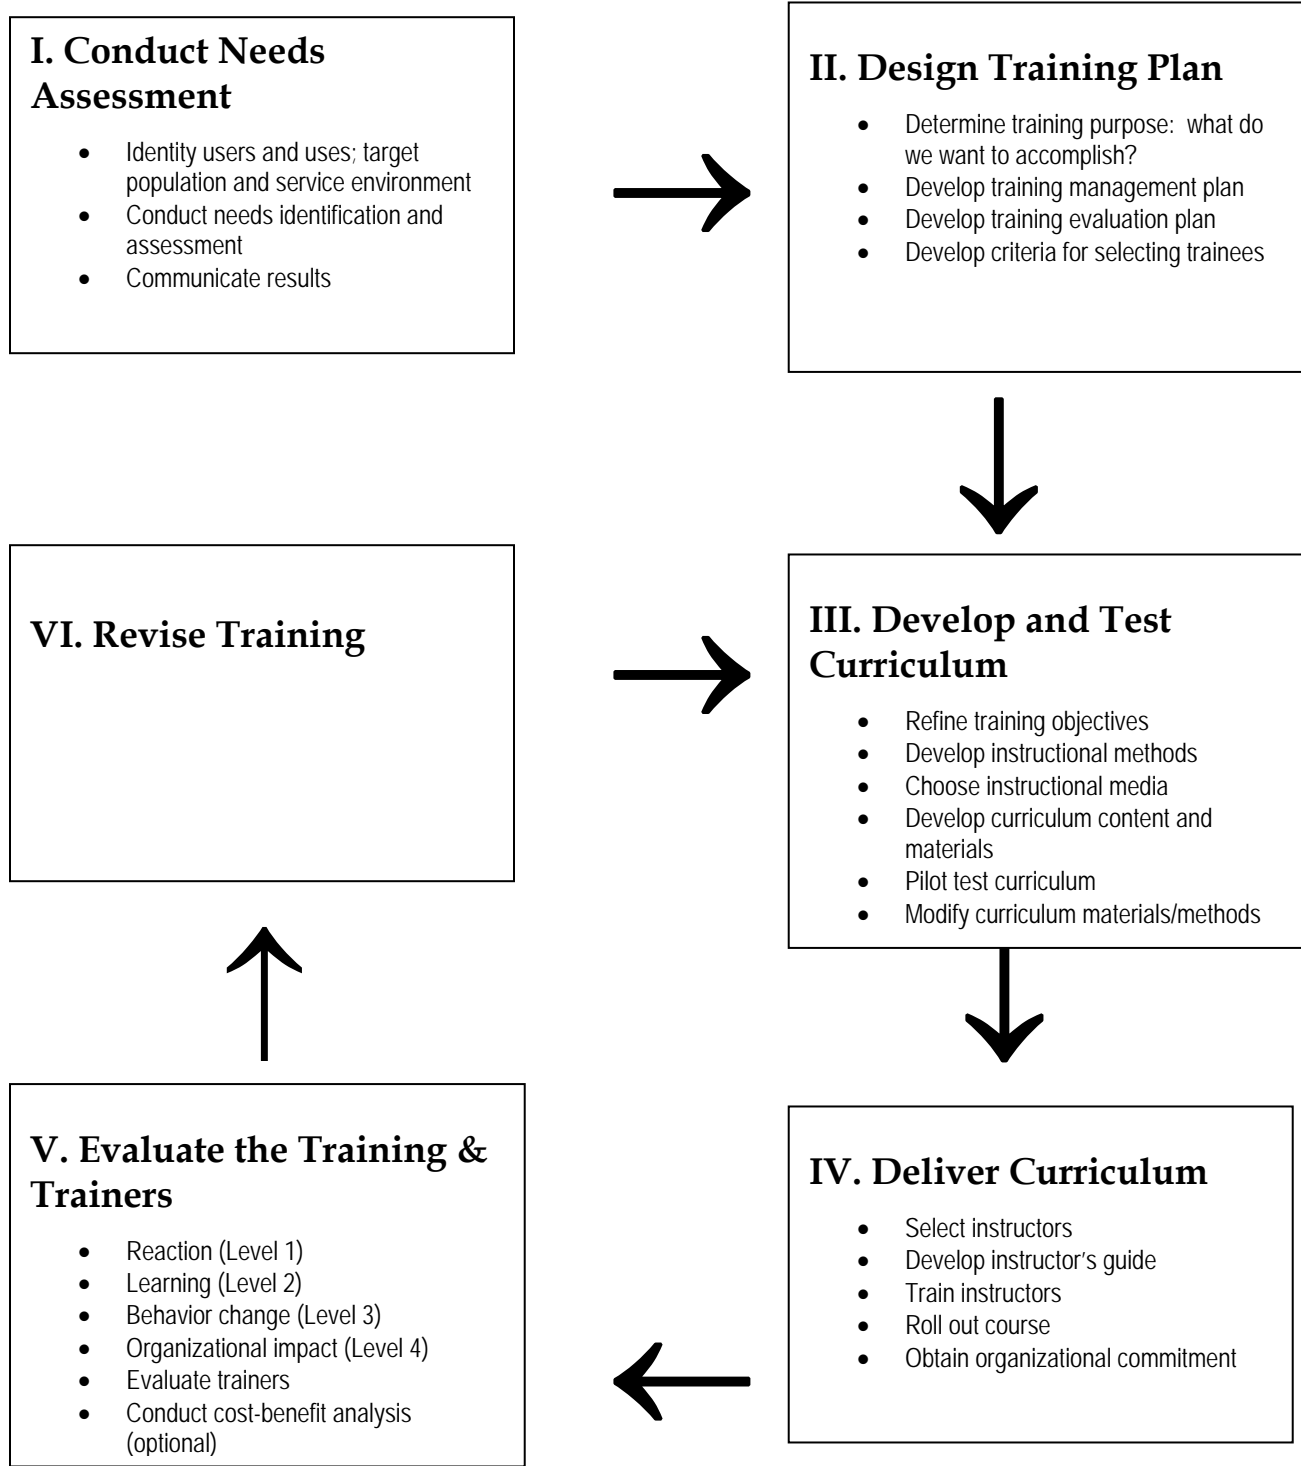 I. Conduct Needs
Assessment
• Identity users and uses; target
population and service environment
• Conduct needs identification and
assessment
• Communicate results
II. Design Training Plan
• Determine training purpose: what do
we want to accomplish?
• Develop training management plan
• Develop training evaluation plan
• Develop criteria for selecting trainees
III. Develop and Test
Curriculum
• Refine training objectives
• Develop instructional methods
• Choose instructional media
• Develop curriculum content and
materials
• Pilot test curriculum
• Modify curriculum materials/methods
IV. Deliver Curriculum
• Select instructors
• Develop instructor’s guide
• Train instructors
• Roll out course
• Obtain organizational commitment
V. Evaluate the Training &
Trainers
• Reaction (Level 1)
• Learning (Level 2)
• Behavior change (Level 3)
• Organizational impact (Level 4)
• Evaluate trainers
• Conduct cost-benefit analysis
(optional)
VI. Revise Training